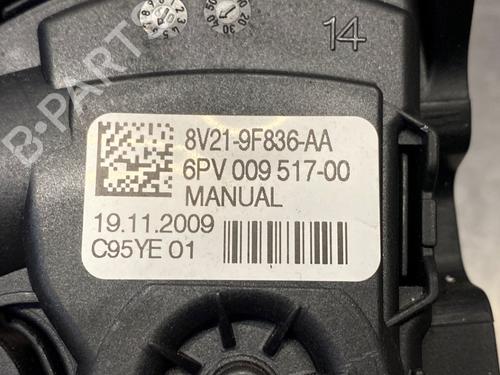 14
B-PARTS
8V21-9F836-AA
6PV 009 517-00
MANUAL
19.11.2009
C95YE 01